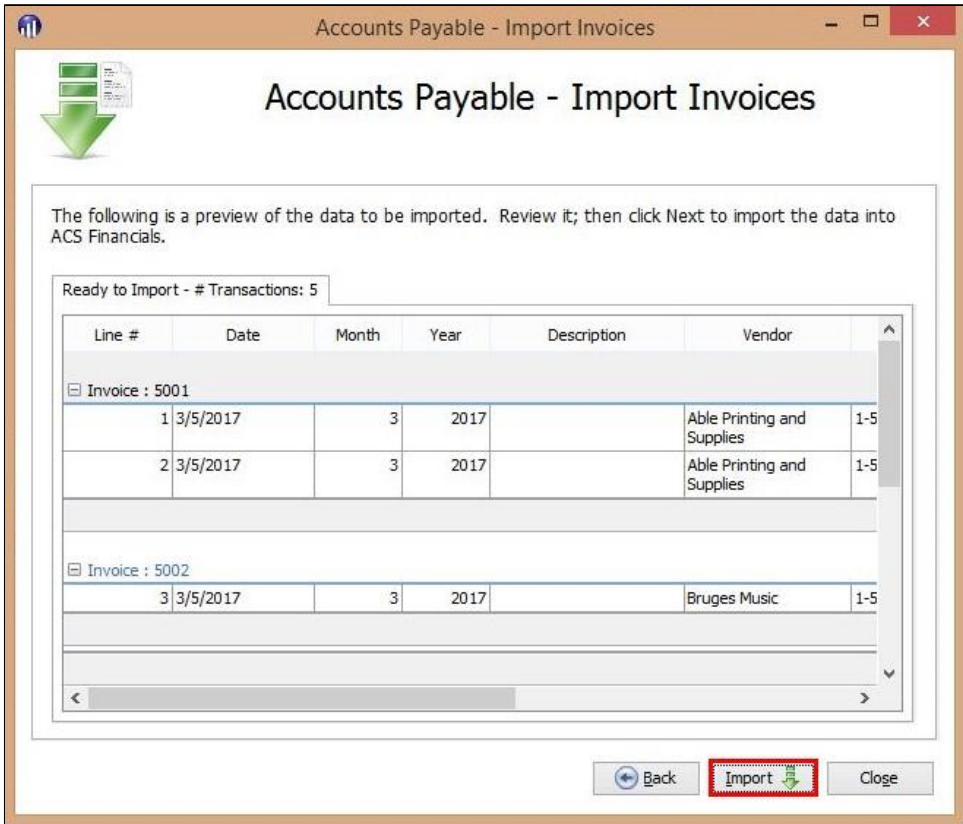 Accounts Payable - Import Invoices
Accounts Payable - Import Invoices
The following is a preview of the data to be imported. Review it; then click Next to import the data into
ACS Financials.
Ready to Import - # Transactions: 5
Line # Date Month Year Description Vendor
Invoice : 5001
1 3/5/2017 3 2017 Able Printing and 1-5
Supplies
2 3/5/2017 3 2017 Able Printing and 1-5
Supplies
Invoice : 5002
3 3/5/2017 3 2017 Bruges Music 1-5
Back Import Close